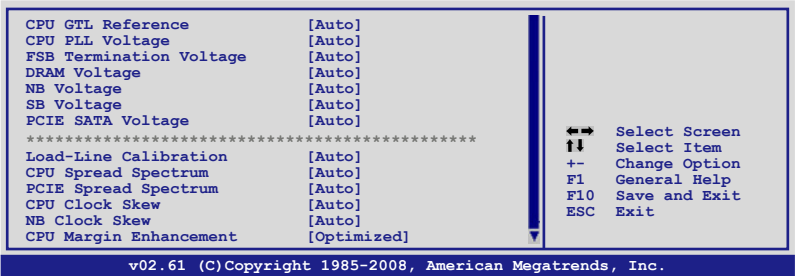 CPU GTL Reference [Auto]
CPU PLL Voltage [Auto]
FSB Termination Voltage [Auto]
DRAM Voltage [Auto]
NB Voltage [Auto]
SB Voltage [Auto]
PCIE SATA Voltage [Auto]
***********************************************
Load-Line Calibration [Auto]
CPU Spread Spectrum [Auto]
PCIE Spread Spectrum [Auto]
CPU Clock Skew [Auto]
NB Clock Skew [Auto]
CPU Margin Enhancement [Optimized]
←→ Select Screen
↑↓ Select Item
+- Change Option
F1 General Help
F10 Save and Exit
ESC Exit
v02.61 (C)Copyright 1985-2008, American Megatrends, Inc.